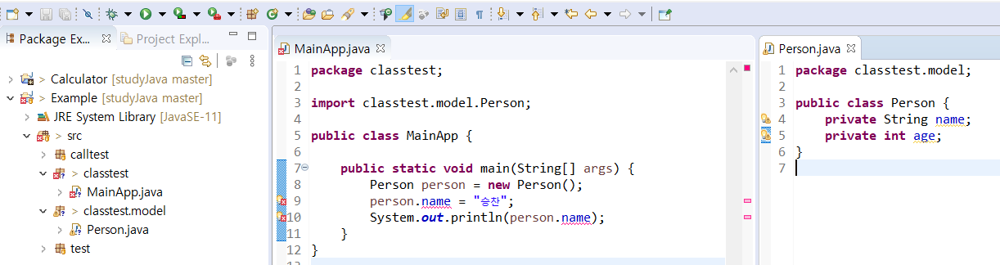 Package Ex...
Project Expl...
> Calculator [studyJava master]
> Example [studyJava master]
JRE System Library [JavaSE-11]
> src
calltest
> classtest
MainApp.java
> classtest.model
Person.java
test
MainApp.java
1 package classtest;
2
3 import classtest.model.Person;
4
5 public class MainApp {
6
7 public static void main(String[] args) {
8 Person person = new Person();
9 person.name = "승찬";
10 System.out.println(person.name);
11 }
12 }
13
Person.java
1 package classtest.model;
2
3 public class Person {
4 private String name;
5 private int age;
6 }
7